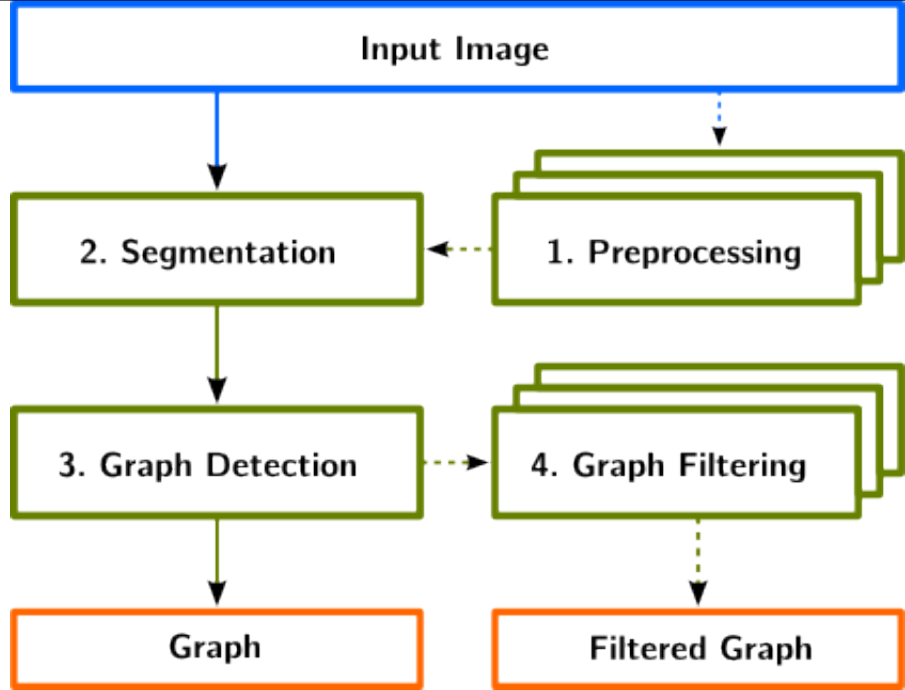 Input Image
2. Segmentation
1. Preprocessing
3. Graph Detection
4. Graph Filtering
Graph
Filtered Graph